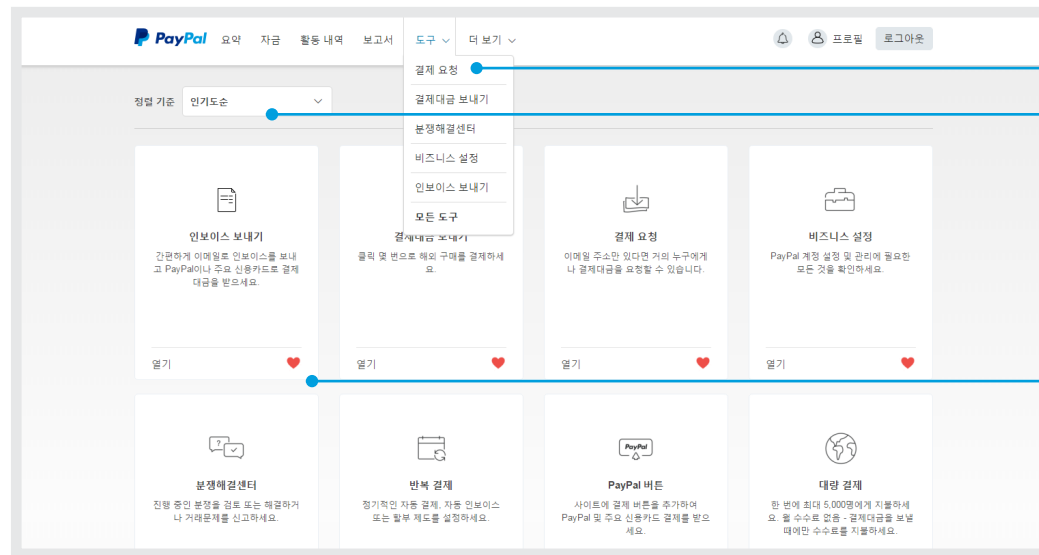 PayPal 요약 자금 활동 내역 보고서 도구 더 보기 프로필 로그아웃
결제 요청
결제대금 보내기
분쟁해결센터
비즈니스 설정
인보이스 보내기
모든 도구
정렬 기준 인기도순
인보이스 보내기
간편하게 이메일로 인보이스를 보내
고 PayPal이나 주요 신용카드로 결제
대금을 받으세요.
열기
결제대금 보내기
클릭 몇 번으로 해외 구매를 결제하세
요.
열기
결제 요청
이메일 주소만 있다면 거의 누구에게
나 결제대금을 요청할 수 있습니다.
열기
비즈니스 설정
PayPal 계정 설정 및 관리에 필요한
모든 것을 확인하세요.
열기
분쟁해결센터
진행 중인 분쟁을 검토 또는 해결하거
나 거래문제를 신고하세요.
반복 결제
정기적인 자동 결제, 자동 인보이스
또는 할부 제도를 설정하세요.
PayPal
PayPal 버튼
사이트에 결제 버튼을 추가하여
PayPal 및 주요 신용카드 결제를 받으
세요.
대량 결제
한 번에 최대 5,000명에게 지불하세
요. 월 수수료 없음 - 결제대금을 보낼
때에만 수수료를 지불하세요.